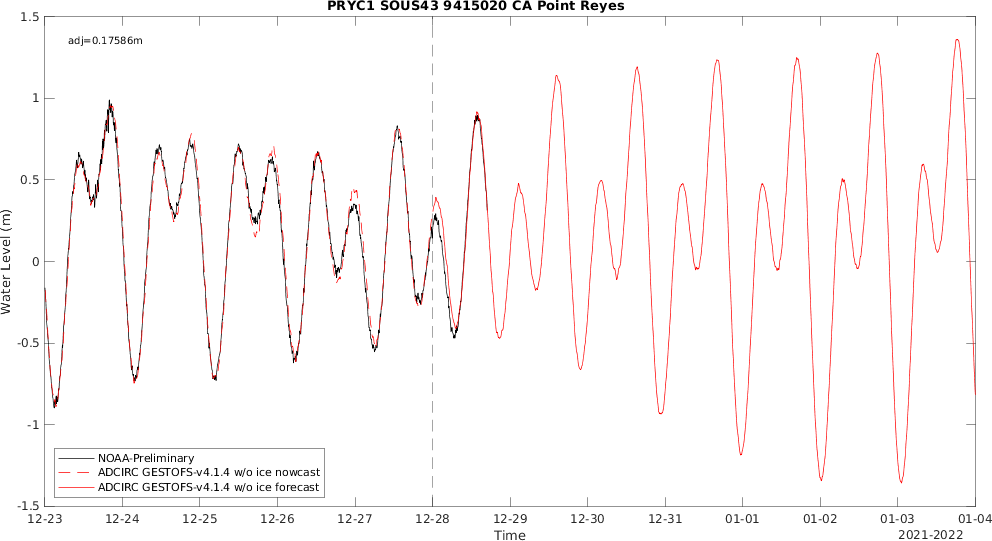 PRYC1 SOUS43 9415020 CA Point Reyes
adj=0.17586m
1.5
1
0.5
0
-0.5
-1
-1.5
Water Level (m)
NOAA-Preliminary
ADCIRC GESTOFS-v4.1.4 w/o ice nowcast
ADCIRC GESTOFS-v4.1.4 w/o ice forecast
12-23 12-24 12-25 12-26 12-27 12-28 12-29 12-30 12-31 01-01 01-02 01-03 01-04
Time
2021-2022